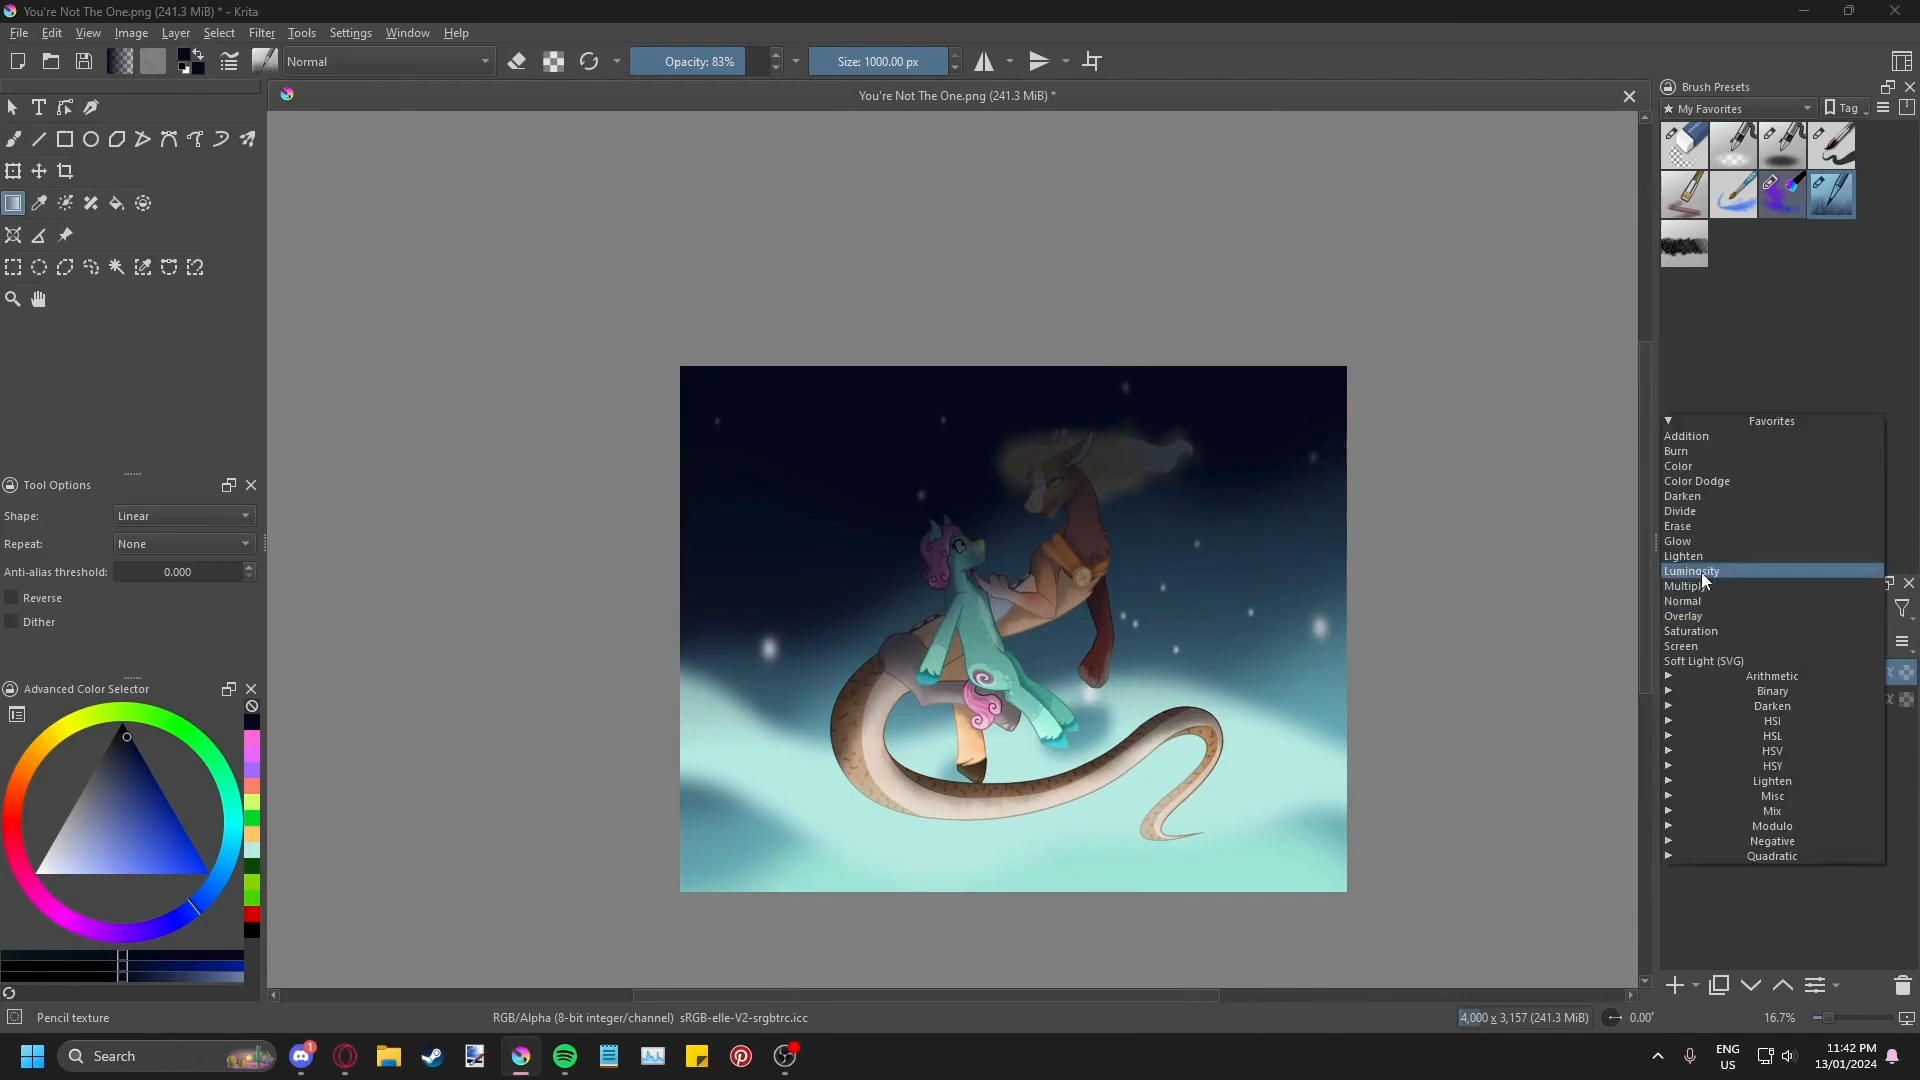 You're Not The One.png (241.3 MiB) * - Krita
File Edit View Image Layer Select Filter Tools Settings Window Help
Normal
Opacity: 83%
Size: 1000.00 px
You're Not The One.png (241.3 MiB) *
Brush Presets
★ My Favorites
Tag
Favorites
Addition
Burn
Color
Color Dodge
Darken
Divide
Erase
Glow
Lighten
Luminosity
Multiply
Normal
Overlay
Saturation
Screen
Soft Light (SVG)
Arithmetic
Binary
Darken
HSI
HSL
HSV
HSY
Lighten
Misc
Mix
Modulo
Negative
Quadratic
Tool Options
Shape: Linear
Repeat: None
Anti-alias threshold: 0.000
Reverse
Dither
Advanced Color Selector
Pencil texture
RGB/Alpha (8-bit integer/channel) sRGB-elle-V2-srgbtrc.icc
4,000 x 3,157 (241.3 MiB)
0.00°
16.7%
Search
1
ENG
US
11:42 PM
13/01/2024